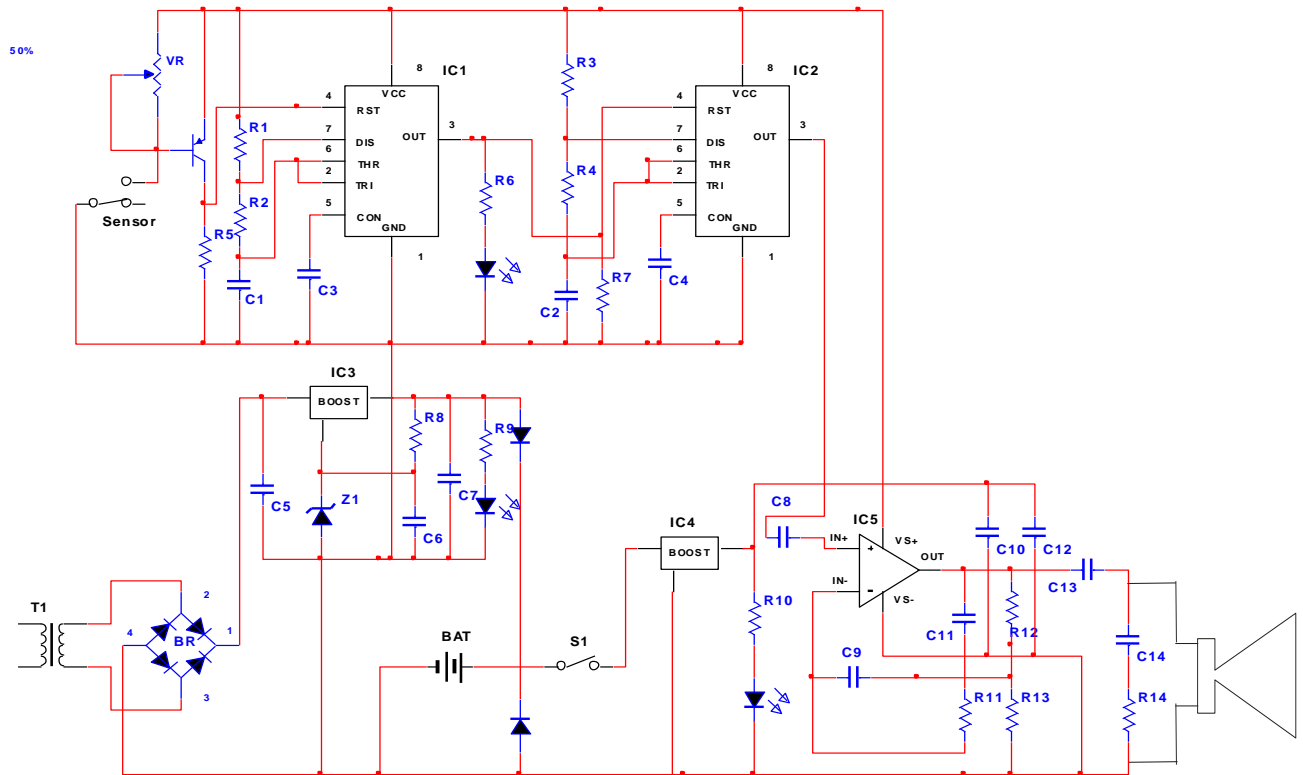 50%
VR
8
IC1
VCC
4
RST
R1
7
DIS
OUT
3
6
THR
2
TRI
R2
5
CON
GND
1
Sensor
R5
C1
C3
R6
R3
8
IC2
VCC
4
RST
7
DIS
OUT
3
6
THR
R4
2
TRI
5
CON
GND
1
C2
R7
C4
IC3
BOOST
R8
R9
C5
Z1
C6
C7
IC4
BOOST
C8
IC5
IN+
+
VS+
OUT
IN-
-
VS-
C10
C12
C13
R10
C11
R12
C9
R11
R13
C14
R14
T1
2
4
BR
1
3
BAT
S1